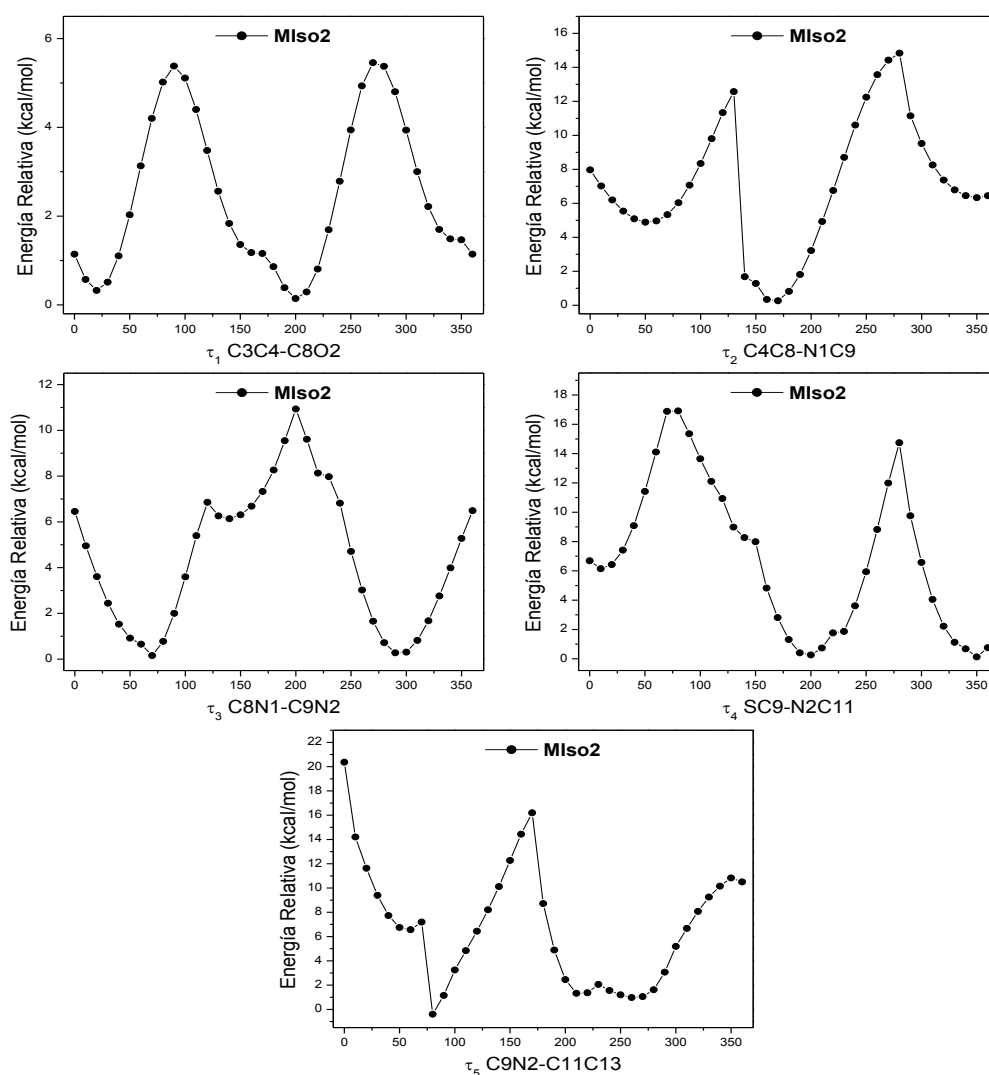 MIso2
Energía Relativa (kcal/mol)
6
4
2
0
0 50 100 150 200 250 300 350
τ1 C3C4-C8O2
MIso2
Energía Relativa (kcal/mol)
16
14
12
10
8
6
4
2
0
0 50 100 150 200 250 300 350
τ2 C4C8-N1C9
MIso2
Energía Relativa (kcal/mol)
12
10
8
6
4
2
0
0 50 100 150 200 250 300 350
τ3 C8N1-C9N2
MIso2
Energía Relativa (kcal/mol)
18
16
14
12
10
8
6
4
2
0
0 50 100 150 200 250 300 350
τ4 SC9-N2C11
MIso2
Energía Relativa (kcal/mol)
22
20
18
16
14
12
10
8
6
4
2
0
0 50 100 150 200 250 300 350
τ5 C9N2-C11C13